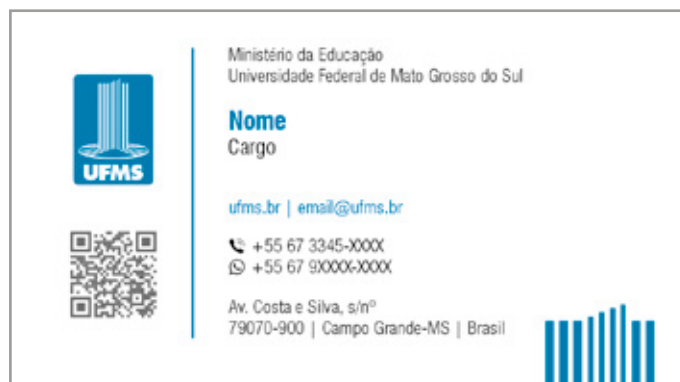 Ministério da Educação
Universidade Federal de Mato Grosso do Sul
UFMS
Nome
Cargo
ufms.br | email@ufms.br
+55 67 3345-XXXX
+55 67 9XXXX-XXXX
Av. Costa e Silva, s/nº
79070-900 | Campo Grande-MS | Brasil